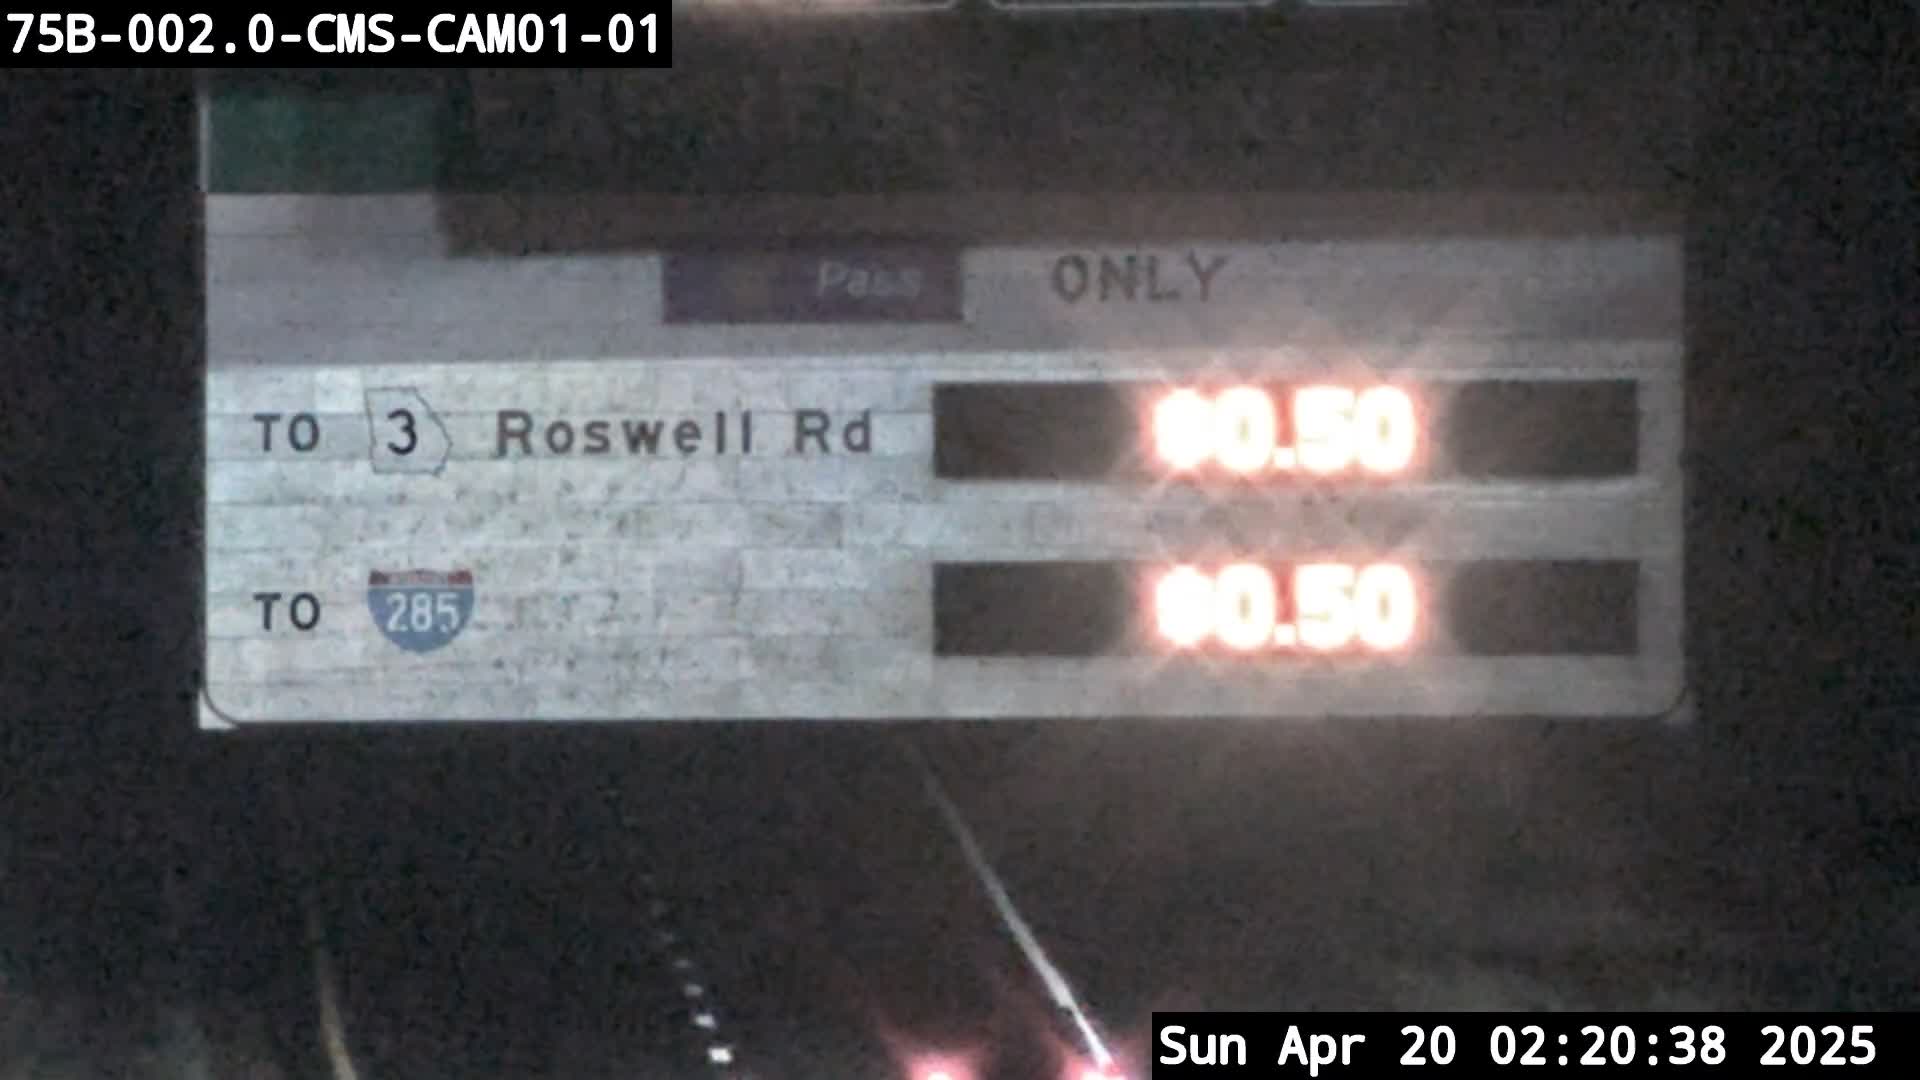 75B-002.0-CMS-CAM01-01
Pass ONLY
TO 3 Roswell Rd $0.50
TO 285 $0.50
Sun Apr 20 02:20:38 2025